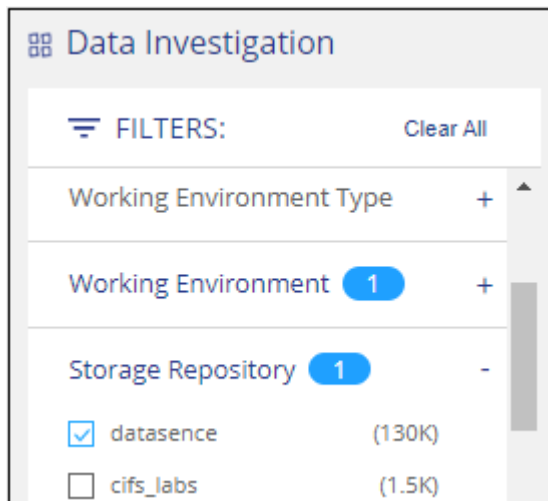 Data Investigation
FILTERS: Clear All
Working Environment Type +
Working Environment 1 +
Storage Repository 1 -
datasence (130K)
cifs_labs (1.5K)